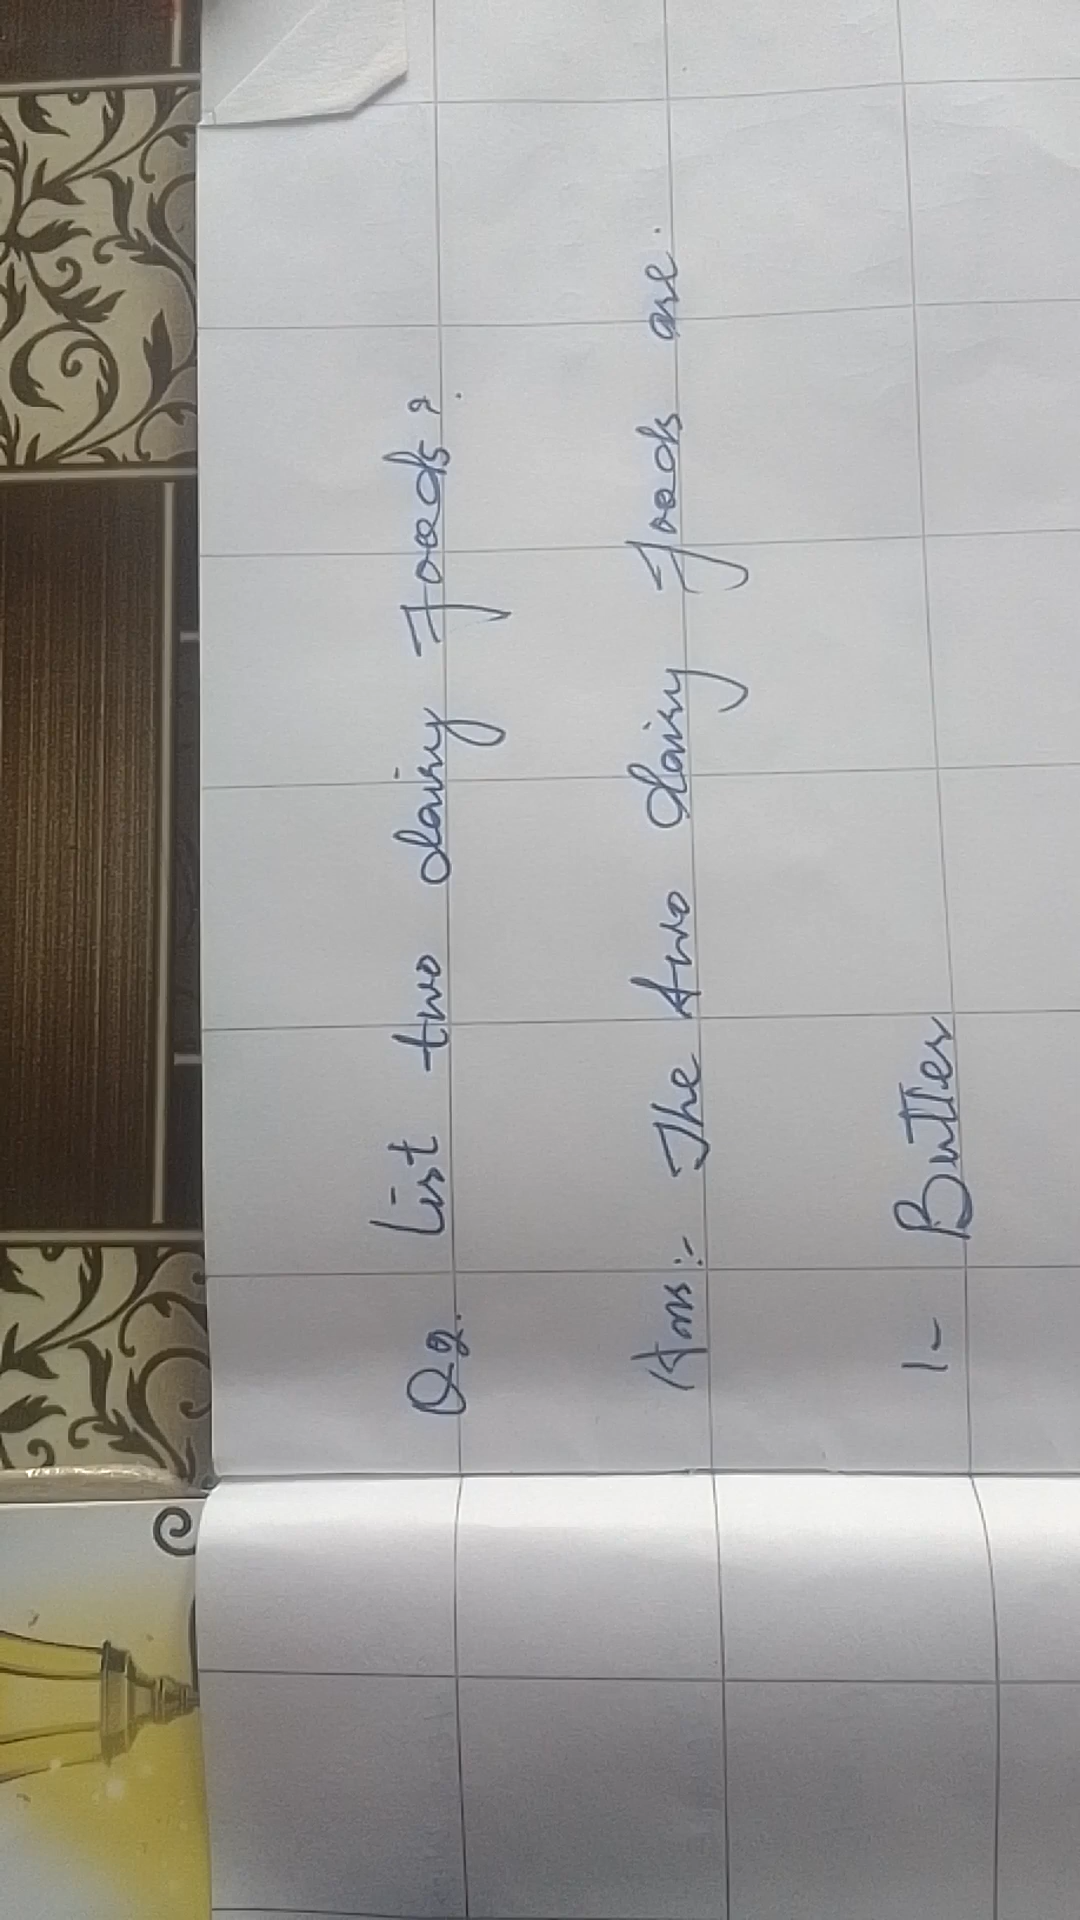 Q2. List two dairy foods?
Ans:- The two dairy foods are.
1- Butter